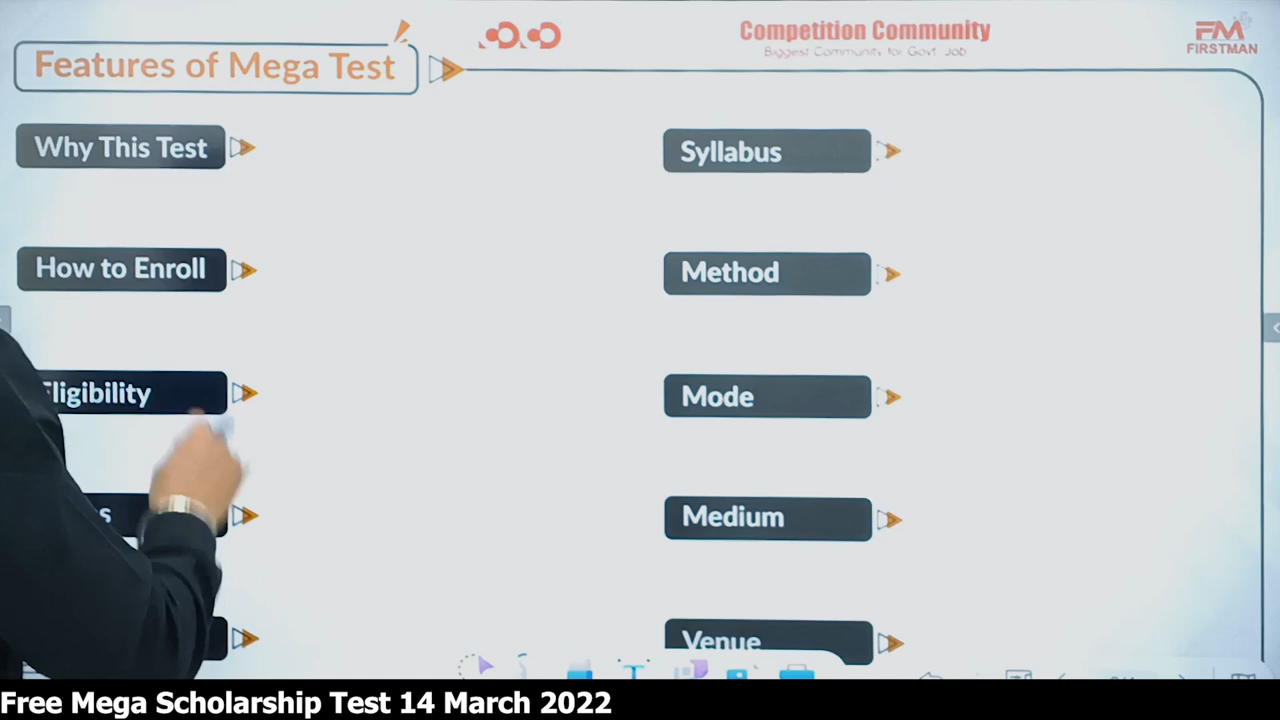 Features of Mega Test
Competition Community
Biggest Community for Govt Job
FM
FIRSTMAN
Why This Test
How to Enroll
Eligibility
s
Syllabus
Method
Mode
Medium
Venue
Free Mega Scholarship Test 14 March 2022